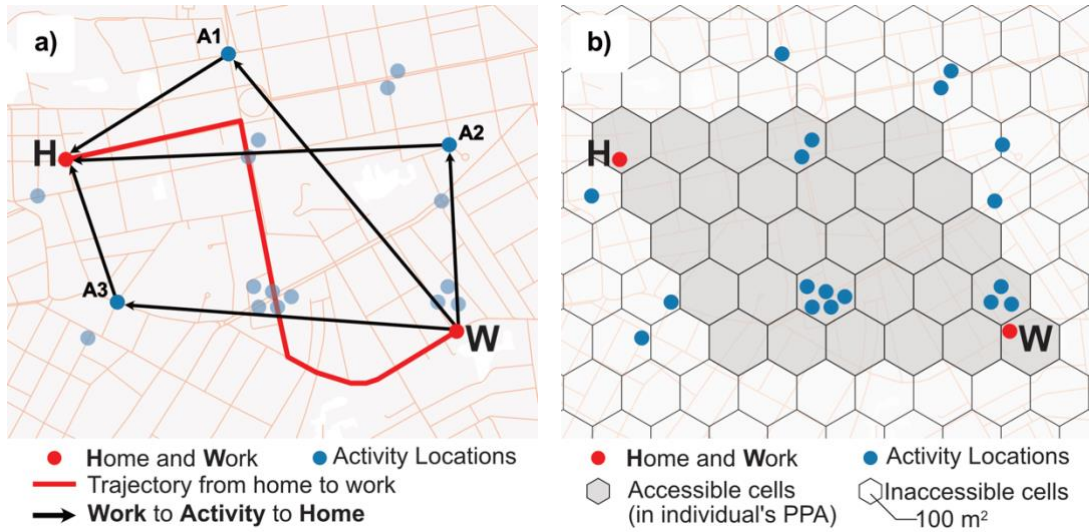 a)
A1
A2
H
A3
W
Home and Work
Activity Locations
Trajectory from home to work
Work to Activity to Home
b)
H
W
Home and Work
Activity Locations
Accessible cells
(in individual's PPA)
Inaccessible cells
100 m²